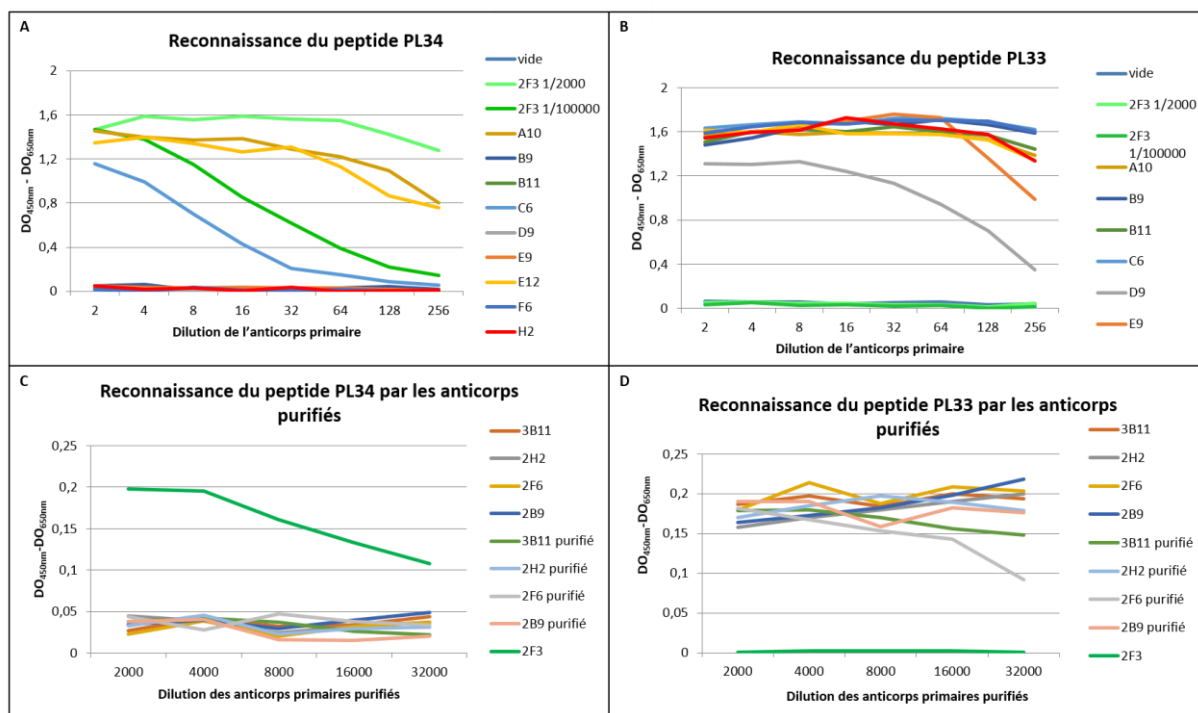 A
Reconnaissance du peptide PL34
DO450nm - DO650nm
2
1,6
1,2
0,8
0,4
0
2 4 8 16 32 64 128 256
Dilution de l'anticorps primaire
vide
2F3 1/2000
2F3 1/100000
A10
B9
B11
C6
D9
E9
E12
F6
H2
B
Reconnaissance du peptide PL33
DO450nm - DO650nm
2
1,6
1,2
0,8
0,4
0
2 4 8 16 32 64 128 256
Dilution de l'anticorps primaire
vide
2F3 1/2000
2F3
1/100000
A10
B9
B11
C6
D9
E9
C
Reconnaissance du peptide PL34 par les anticorps
purifiés
DO450nm-DO650nm
0,25
0,2
0,15
0,1
0,05
0
2000 4000 8000 16000 32000
Dilution des anticorps primaires purifiés
3B11
2H2
2F6
2B9
3B11 purifié
2H2 purifié
2F6 purifié
2B9 purifié
2F3
D
Reconnaissance du peptide PL33 par les anticorps
purifiés
DO450nm-DO650nm
0,25
0,2
0,15
0,1
0,05
0
2000 4000 8000 16000 32000
Dilution des anticorps primaires purifiés
3B11
2H2
2F6
2B9
3B11 purifié
2H2 purifié
2F6 purifié
2B9 purifié
2F3